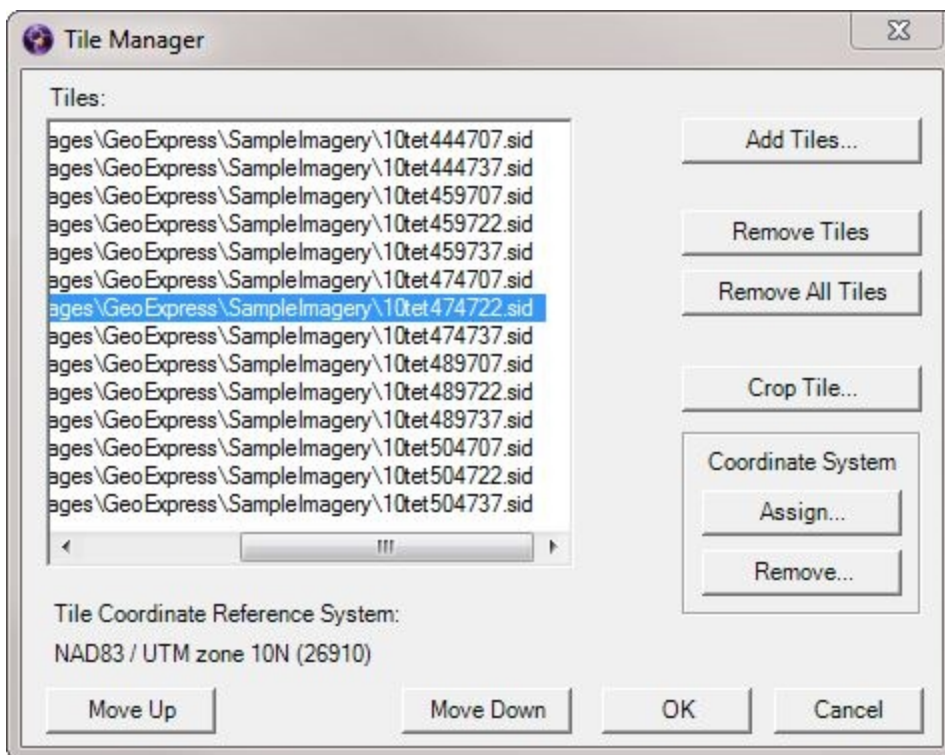 Tile Manager
Tiles:
ages\GeoExpress\SampleImagery\10tet444707.sid
ages\GeoExpress\SampleImagery\10tet444737.sid
ages\GeoExpress\SampleImagery\10tet459707.sid
ages\GeoExpress\SampleImagery\10tet459722.sid
ages\GeoExpress\SampleImagery\10tet459737.sid
ages\GeoExpress\SampleImagery\10tet474707.sid
ages\GeoExpress\SampleImagery\10tet474722.sid
ages\GeoExpress\SampleImagery\10tet474737.sid
ages\GeoExpress\SampleImagery\10tet489707.sid
ages\GeoExpress\SampleImagery\10tet489722.sid
ages\GeoExpress\SampleImagery\10tet489737.sid
ages\GeoExpress\SampleImagery\10tet504707.sid
ages\GeoExpress\SampleImagery\10tet504722.sid
ages\GeoExpress\SampleImagery\10tet504737.sid
Add Tiles...
Remove Tiles
Remove All Tiles
Crop Tile...
Coordinate System
Assign...
Remove...
Tile Coordinate Reference System:
NAD83 / UTM zone 10N (26910)
Move Up
Move Down
OK
Cancel